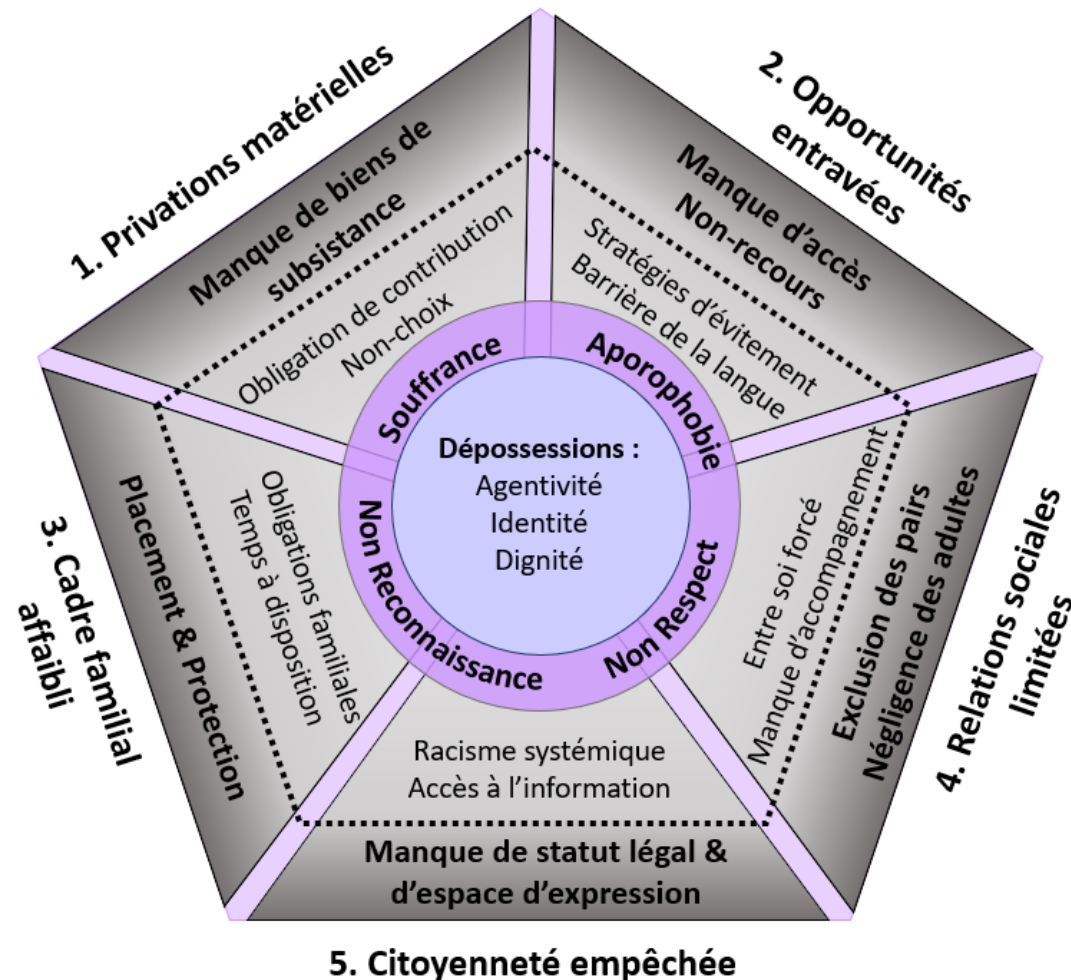 1. Privations matérielles
Manque de biens de
subsistance
Obligation de contribution
Non-choix
2. Opportunités
entravées
Manque d’accès
Non-recours
Stratégies d’évitement
Barrière de la langue
3. Cadre familial
affaibli
Placement & Protection
Obligations familiales
Temps à disposition
4. Relations sociales
limitées
Exclusion des pairs
Négligence des adultes
Entre soi forcé
Manque d’accompagnement
Souffrance
Aporophobie
Non Reconnaissance
Non Respect
Dépossessions :
Agentivité
Identité
Dignité
Racisme systémique
Accès à l’information
Manque de statut légal &
d’espace d’expression
5. Citoyenneté empêchée